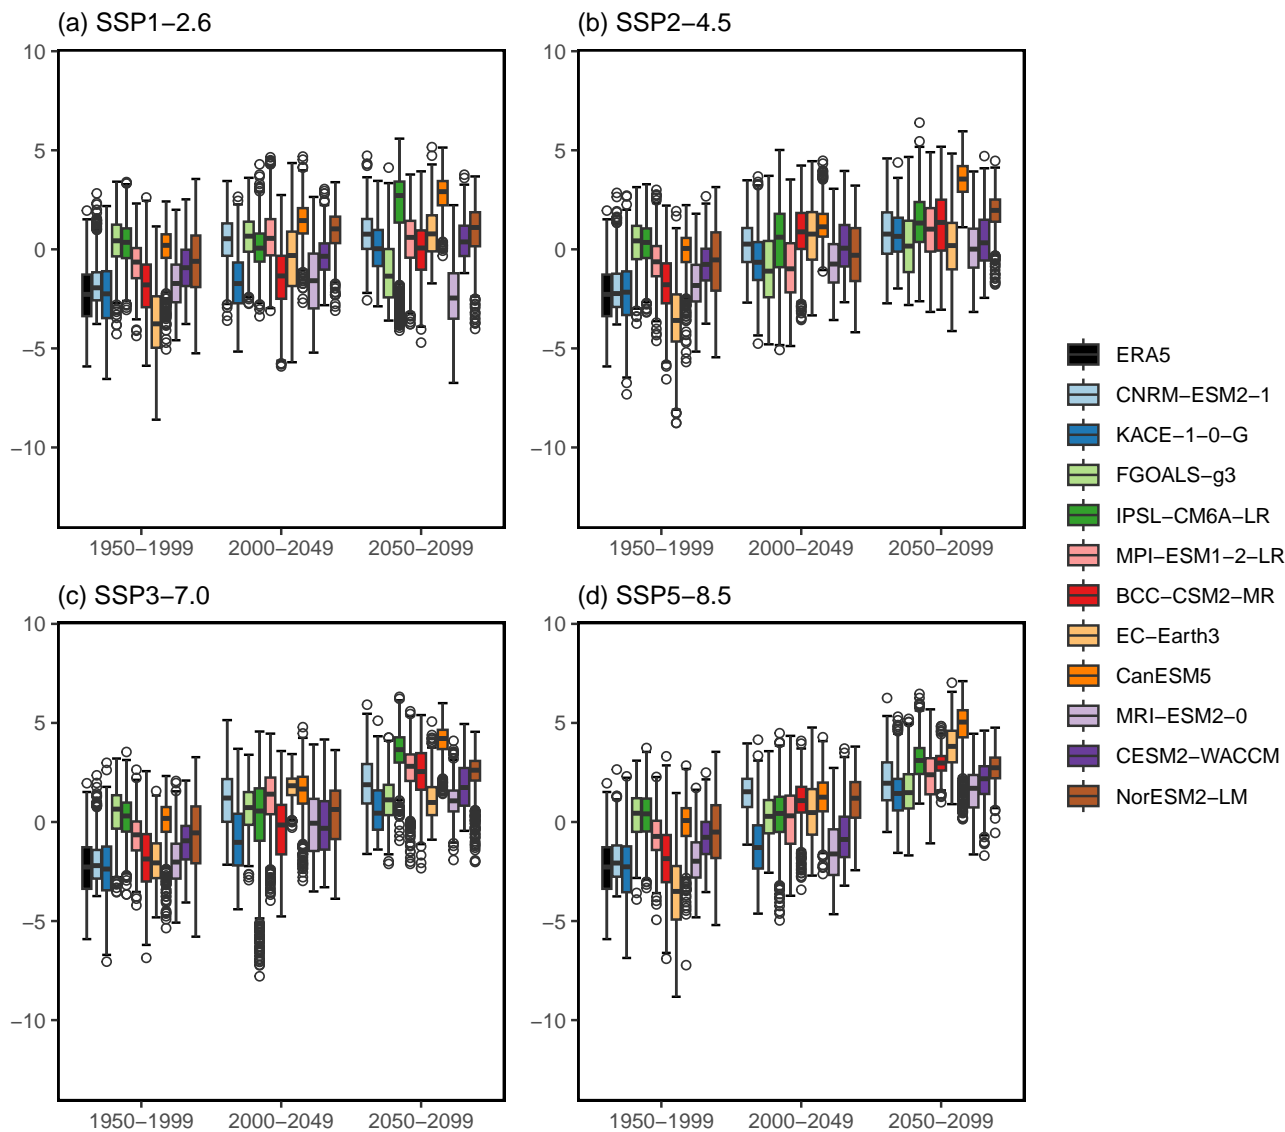 (a) SSP1−2.6
(b) SSP2−4.5
10
5
0
−5
−10
1950−1999
2000−2049
2050−2099
10
5
0
−5
−10
1950−1999
2000−2049
2050−2099
(c) SSP3−7.0
(d) SSP5−8.5
10
5
0
−5
−10
1950−1999
2000−2049
2050−2099
10
5
0
−5
−10
1950−1999
2000−2049
2050−2099
ERA5
CNRM−ESM2−1
KACE−1−0−G
FGOALS−g3
IPSL−CM6A−LR
MPI−ESM1−2−LR
BCC−CSM2−MR
EC−Earth3
CanESM5
MRI−ESM2−0
CESM2−WACCM
NorESM2−LM